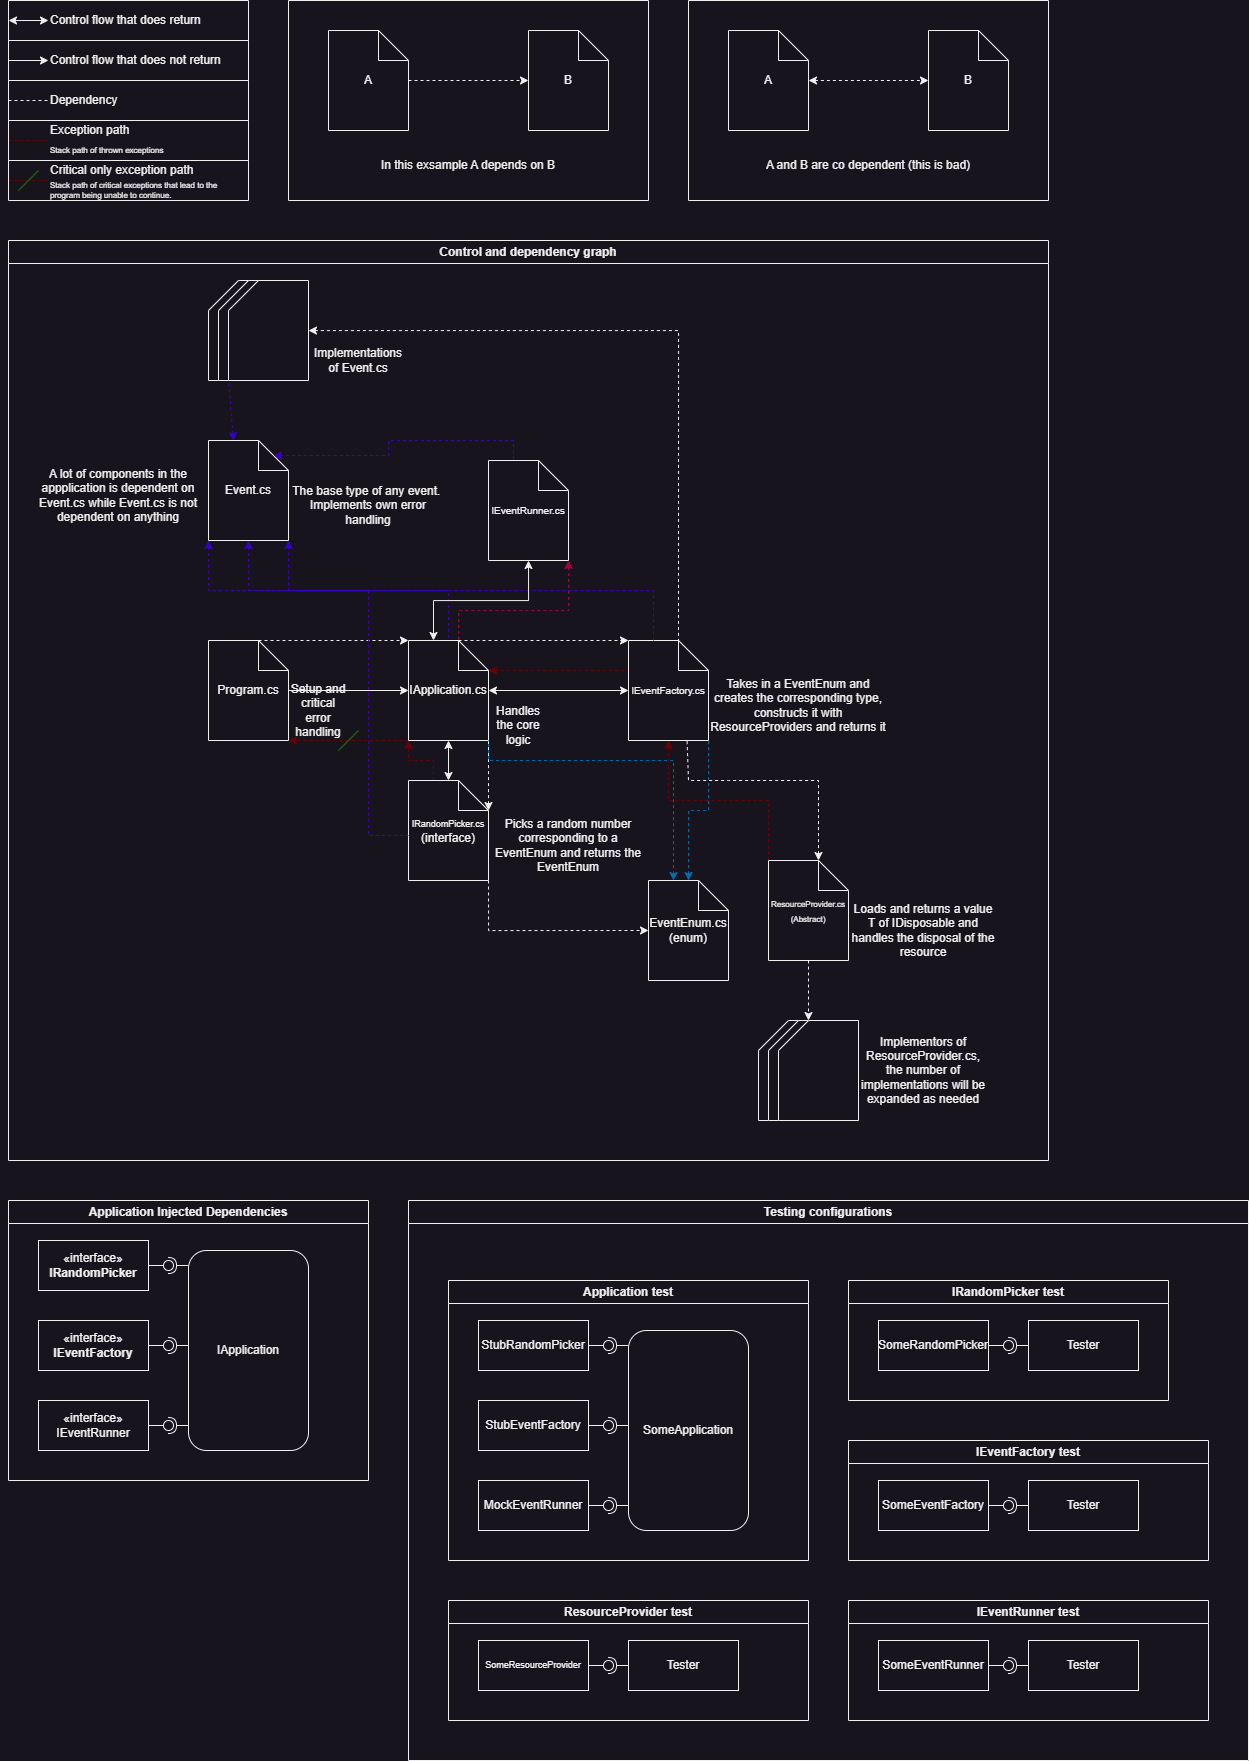 Control flow that does return
Control flow that does not return
Dependency
Exception path
Stack path of thrown exceptions
Critical only exception path
Stack path of critical exceptions that lead to the
program being unable to continue.
A
B
In this exsample A depends on B
A
B
A and B are co dependent (this is bad)
Control and dependency graph
Implementations
of Event.cs
A lot of components in the
appplication is dependent on
Event.cs while Event.cs is not
dependent on anything
Event.cs
The base type of any event.
Implements own error
handling
IEventRunner.cs
Program.cs
Setup and
critical
error
handling
IApplication.cs
Handles
the core
logic
IEventFactory.cs
Takes in a EventEnum and
creates the corresponding type,
constructs it with
ResourceProviders and returns it
IRandomPicker.cs
(interface)
Picks a random number
corresponding to a
EventEnum and returns the
EventEnum
EventEnum.cs
(enum)
ResourceProvider.cs
(Abstract)
Loads and returns a value
T of IDisposable and
handles the disposal of the
resource
Implementors of
ResourceProvider.cs,
the number of
implementations will be
expanded as needed
Application Injected Dependencies
«interface»
IRandomPicker
«interface»
IEventFactory
«interface»
IEventRunner
IApplication
Testing configurations
Application test
StubRandomPicker
StubEventFactory
MockEventRunner
SomeApplication
IRandomPicker test
SomeRandomPicker
Tester
IEventFactory test
SomeEventFactory
Tester
ResourceProvider test
SomeResourceProvider
Tester
IEventRunner test
SomeEventRunner
Tester